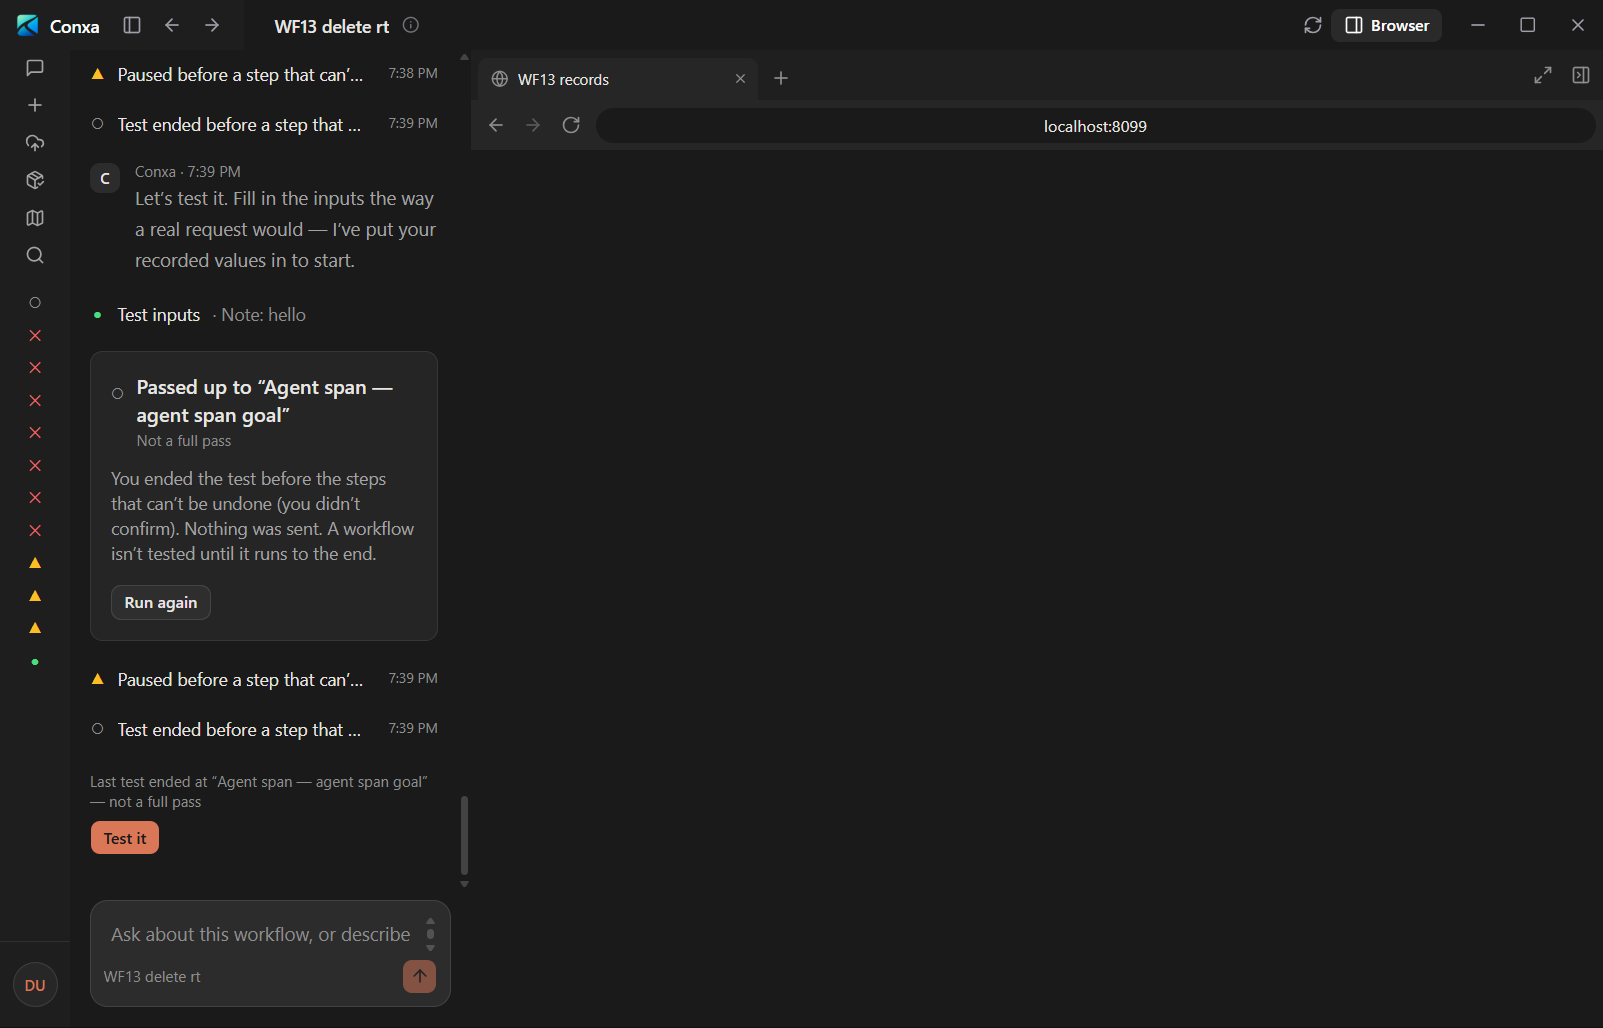 Conxa
WF13 delete rt
Browser
Paused before a step that can’... 7:38 PM
Test ended before a step that ... 7:39 PM
C
Conxa · 7:39 PM
Let’s test it. Fill in the inputs the way
a real request would — I’ve put your
recorded values in to start.
Test inputs · Note: hello
Passed up to “Agent span —
agent span goal”
Not a full pass
You ended the test before the steps
that can’t be undone (you didn’t
confirm). Nothing was sent. A workflow
isn’t tested until it runs to the end.
Run again
Paused before a step that can’... 7:39 PM
Test ended before a step that ... 7:39 PM
Last test ended at “Agent span — agent span goal”
— not a full pass
Test it
Ask about this workflow, or describe
WF13 delete rt
DU
WF13 records
localhost:8099